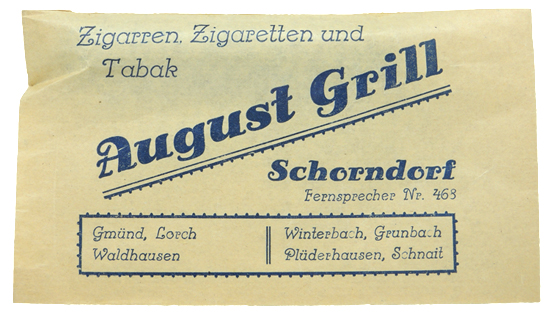 Zigarren, Zigaretten und
Tabak
August Grill
Schorndorf
Fernsprecher Nr. 468
Gmünd, Lorch
Waldhausen
Winterbach, Grunbach
Plüderhausen, Schnait